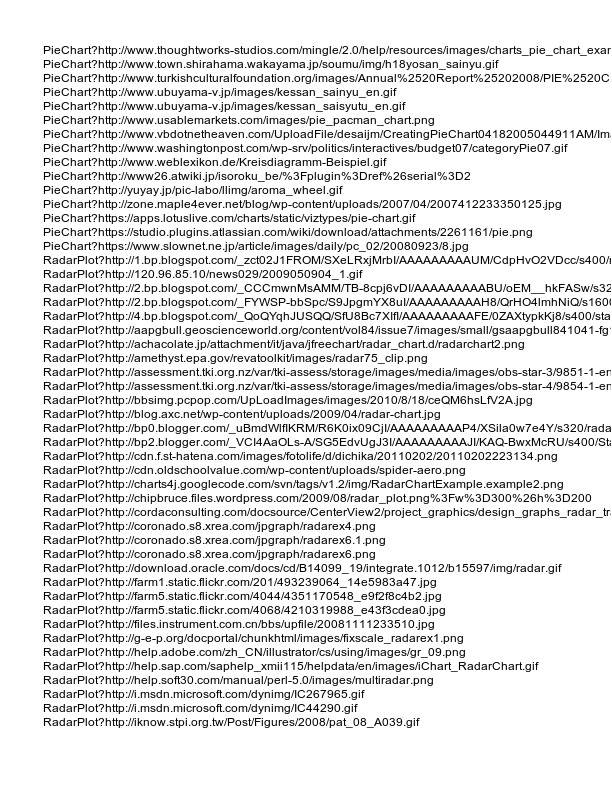 PieChart?http://www.thoughtworks-studios.com/mingle/2.0/help/resources/images/charts_pie_chart_exar
PieChart?http://www.town.shirahama.wakayama.jp/soumu/img/h18yosan_sainyu.gif
PieChart?http://www.turkishculturalfoundation.org/images/Annual%2520Report%25202008/PIE%2520C
PieChart?http://www.ubuyama-v.jp/images/kessan_sainyu_en.gif
PieChart?http://www.ubuyama-v.jp/images/kessan_saisyutu_en.gif
PieChart?http://www.usablemarkets.com/images/pie_pacman_chart.png
PieChart?http://www.vbdotnetheaven.com/UploadFile/desaijm/CreatingPieChart04182005044911AM/Ima
PieChart?http://www.washingtonpost.com/wp-srv/politics/interactives/budget07/categoryPie07.gif
PieChart?http://www.weblexikon.de/Kreisdiagramm-Beispiel.gif
PieChart?http://www26.atwiki.jp/isoroku_be/%3Fplugin%3Dref%26serial%3D2
PieChart?http://yuyay.jp/pic-labo/llimg/aroma_wheel.gif
PieChart?http://zone.maple4ever.net/blog/wp-content/uploads/2007/04/2007412233350125.jpg
PieChart?https://apps.lotuslive.com/charts/static/viztypes/pie-chart.gif
PieChart?https://studio.plugins.atlassian.com/wiki/download/attachments/2261161/pie.png
PieChart?https://www.slownet.ne.jp/article/images/daily/pc_02/20080923/8.jpg
RadarPlot?http://1.bp.blogspot.com/_zct02J1FROM/SXeLRxjMrbI/AAAAAAAAAUM/CdpHvO2VDcc/s400/r
RadarPlot?http://120.96.85.10/news029/2009050904_1.gif
RadarPlot?http://2.bp.blogspot.com/_CCCmwnMsAMM/TB-8cpj6vDI/AAAAAAAAABU/oEM__hkFASw/s32
RadarPlot?http://2.bp.blogspot.com/_FYWSP-bbSpc/S9JpgmYX8uI/AAAAAAAAAH8/QrHO4lmhNiQ/s1600
RadarPlot?http://4.bp.blogspot.com/_QoQYqhJUSQQ/SfU8Bc7XIfI/AAAAAAAAAFE/0ZAXtypkKj8/s400/sta
RadarPlot?http://aapgbull.geoscienceworld.org/content/vol84/issue7/images/small/gsaapgbull841041-fg1
RadarPlot?http://achacolate.jp/attachment/it/java/jfreechart/radar_chart.d/radarchart2.png
RadarPlot?http://amethyst.epa.gov/revatoolkit/images/radar75_clip.png
RadarPlot?http://assessment.tki.org.nz/var/tki-assess/storage/images/media/images/obs-star-3/9851-1-en
RadarPlot?http://assessment.tki.org.nz/var/tki-assess/storage/images/media/images/obs-star-4/9854-1-en
RadarPlot?http://bbsimg.pcpop.com/UpLoadImages/images/2010/8/18/ceQM6hsLfV2A.jpg
RadarPlot?http://blog.axc.net/wp-content/uploads/2009/04/radar-chart.jpg
RadarPlot?http://bp0.blogger.com/_uBmdWlfIKRM/R6K0ix09CjI/AAAAAAAAAP4/XSila0w7e4Y/s320/rada
RadarPlot?http://bp2.blogger.com/_VCI4AaOLs-A/SG5EdvUgJ3I/AAAAAAAAAJI/KAQ-BwxMcRU/s400/Sta
RadarPlot?http://cdn.f.st-hatena.com/images/fotolife/d/dichika/20110202/20110202223134.png
RadarPlot?http://cdn.oldschoolvalue.com/wp-content/uploads/spider-aero.png
RadarPlot?http://charts4j.googlecode.com/svn/tags/v1.2/img/RadarChartExample.example2.png
RadarPlot?http://chipbruce.files.wordpress.com/2009/08/radar_plot.png%3Fw%3D300%26h%3D200
RadarPlot?http://cordaconsulting.com/docsource/CenterView2/project_graphics/design_graphs_radar_tra
RadarPlot?http://coronado.s8.xrea.com/jpgraph/radarex4.png
RadarPlot?http://coronado.s8.xrea.com/jpgraph/radarex6.1.png
RadarPlot?http://coronado.s8.xrea.com/jpgraph/radarex6.png
RadarPlot?http://download.oracle.com/docs/cd/B14099_19/integrate.1012/b15597/img/radar.gif
RadarPlot?http://farm1.static.flickr.com/201/493239064_14e5983a47.jpg
RadarPlot?http://farm5.static.flickr.com/4044/4351170548_e9f2f8c4b2.jpg
RadarPlot?http://farm5.static.flickr.com/4068/4210319988_e43f3cdea0.jpg
RadarPlot?http://files.instrument.com.cn/bbs/upfile/20081111233510.jpg
RadarPlot?http://g-e-p.org/docportal/chunkhtml/images/fixscale_radarex1.png
RadarPlot?http://help.adobe.com/zh_CN/illustrator/cs/using/images/gr_09.png
RadarPlot?http://help.sap.com/saphelp_xmii115/helpdata/en/images/iChart_RadarChart.gif
RadarPlot?http://help.soft30.com/manual/perl-5.0/images/multiradar.png
RadarPlot?http://i.msdn.microsoft.com/dynimg/IC267965.gif
RadarPlot?http://i.msdn.microsoft.com/dynimg/IC44290.gif
RadarPlot?http://iknow.stpi.org.tw/Post/Figures/2008/pat_08_A039.gif